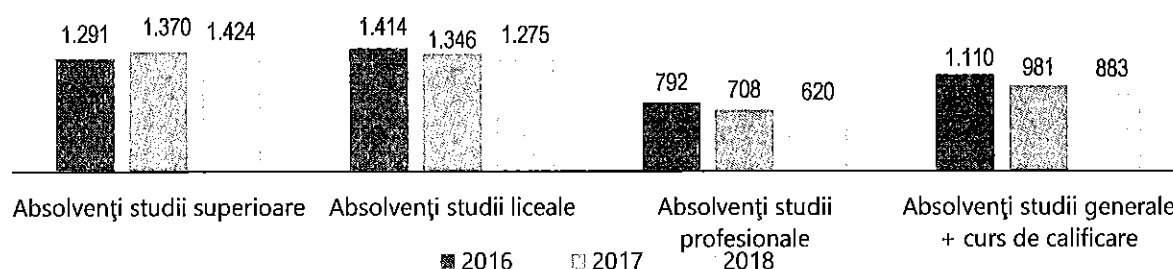 1.291 1.370 1.424 1.414 1.346 1.275 792 708 620 1.110 981 883
Absolvenţi studii superioare Absolvenţi studii liceale Absolvenţi studii profesionale Absolvenţi studii generale + curs de calificare
2016 2017 2018